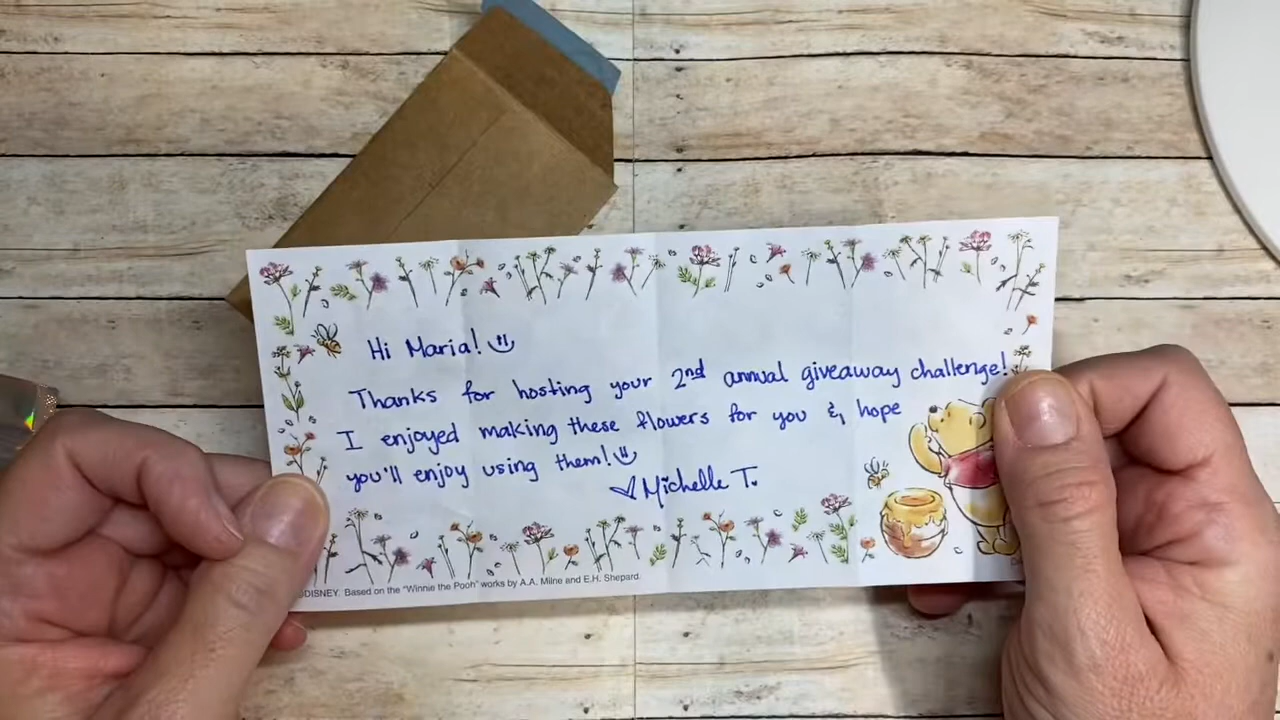 Hi Maria!
Thanks for hosting your 2nd annual giveaway challenge!
I enjoyed making these flowers for you & hope
you'll enjoy using them!
Michelle T.
DISNEY. Based on the "Winnie the Pooh" works by A.A. Milne and E.H. Shepard.